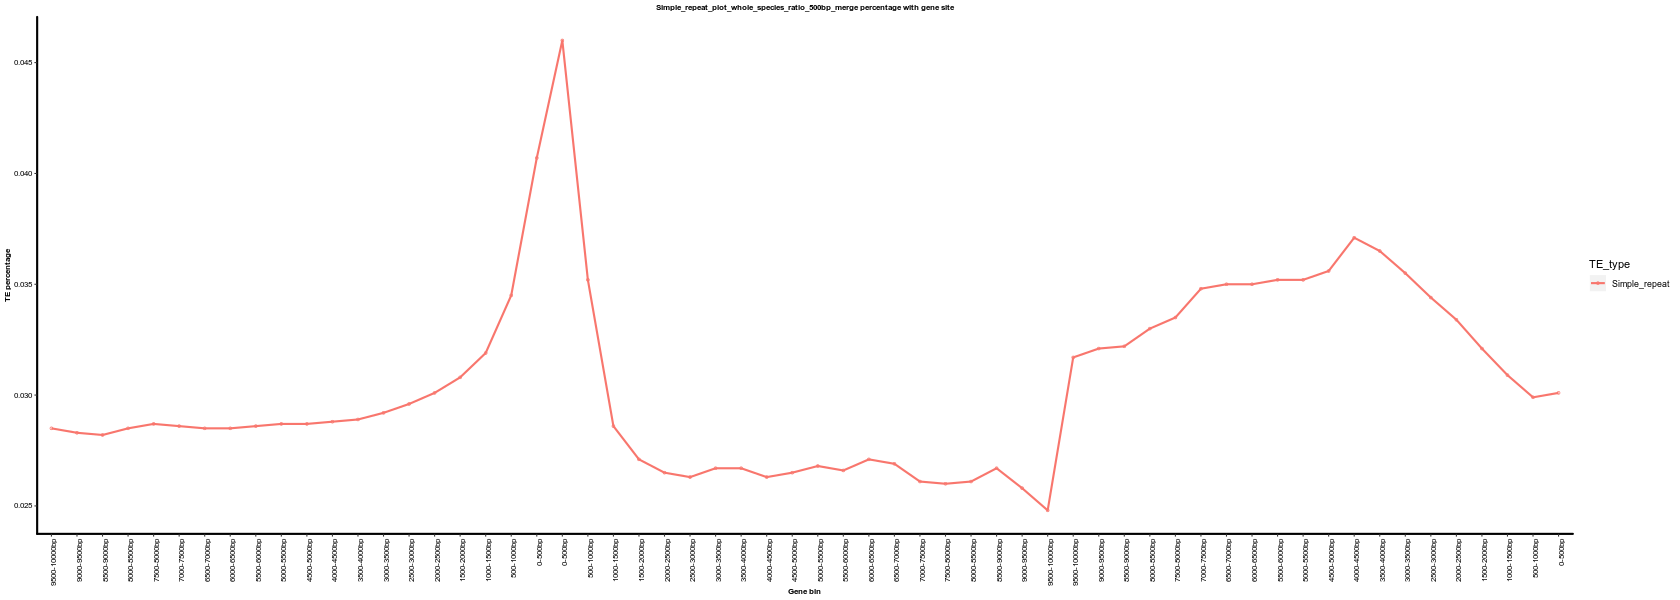 Simple_repeat_plot_whole_species_ratio_500bp_merge percentage with gene site
TE percentage
0.045
0.040
0.035
0.030
0.025
9500-10000bp
9000-9500bp
8500-9000bp
8000-8500bp
7500-8000bp
7000-7500bp
6500-7000bp
6000-6500bp
5500-6000bp
5000-5500bp
4500-5000bp
4000-4500bp
3500-4000bp
3000-3500bp
2500-3000bp
2000-2500bp
1500-2000bp
1000-1500bp
500-1000bp
0-500bp
0-500bp
500-1000bp
1000-1500bp
1500-2000bp
2000-2500bp
2500-3000bp
3000-3500bp
3500-4000bp
4000-4500bp
4500-5000bp
5000-5500bp
5500-6000bp
6000-6500bp
6500-7000bp
7000-7500bp
7500-8000bp
8000-8500bp
8500-9000bp
9000-9500bp
9500-10000bp
9500-10000bp
9000-9500bp
8500-9000bp
8000-8500bp
7500-8000bp
7000-7500bp
6500-7000bp
6000-6500bp
5500-6000bp
5000-5500bp
4500-5000bp
4000-4500bp
3500-4000bp
3000-3500bp
2500-3000bp
2000-2500bp
1500-2000bp
1000-1500bp
500-1000bp
0-500bp
Gene bin
TE_type
Simple_repeat